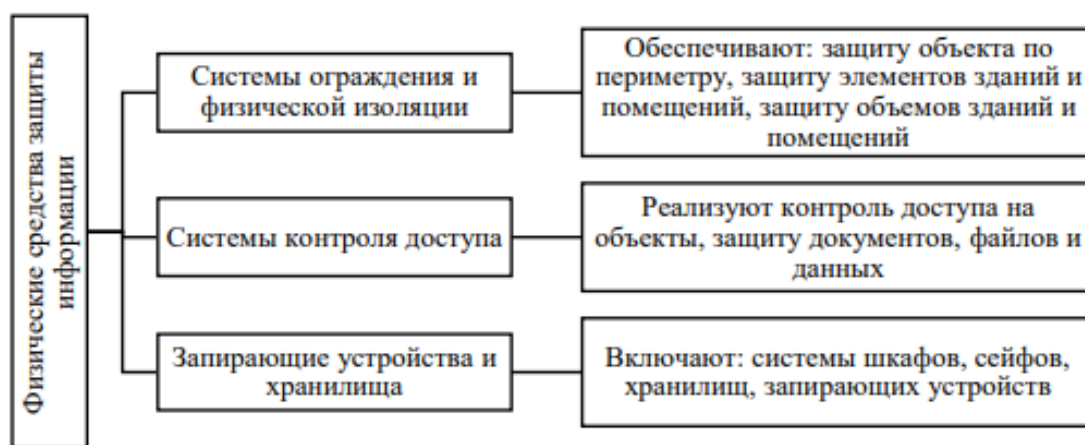 Физические средства защиты
информации
Системы ограждения и
физической изоляции
Обеспечивают: защиту объекта по
периметру, защиту элементов зданий и
помещений, защиту объемов зданий и
помещений
Системы контроля доступа
Реализуют контроль доступа на
объекты, защиту документов, файлов и
данных
Запирающие устройства и
хранилища
Включают: системы шкафов, сейфов,
хранилищ, запирающих устройств